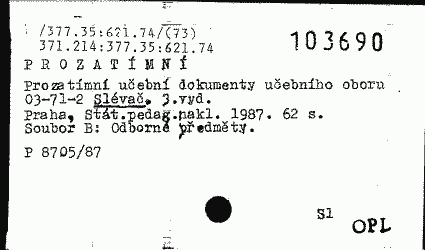 /377.35:621.74/(73)
371.214:377.35:621.74
103690
P R O Z A T Í M N Í
Prozatímní učební dokumenty učebního oboru
03-71-2 Slévač. 3.vyd.
Praha, Stát.pedag.nakl. 1987. 62 s.
Soubor B: Odborné předměty.
P 8705/87
Sl
OPL